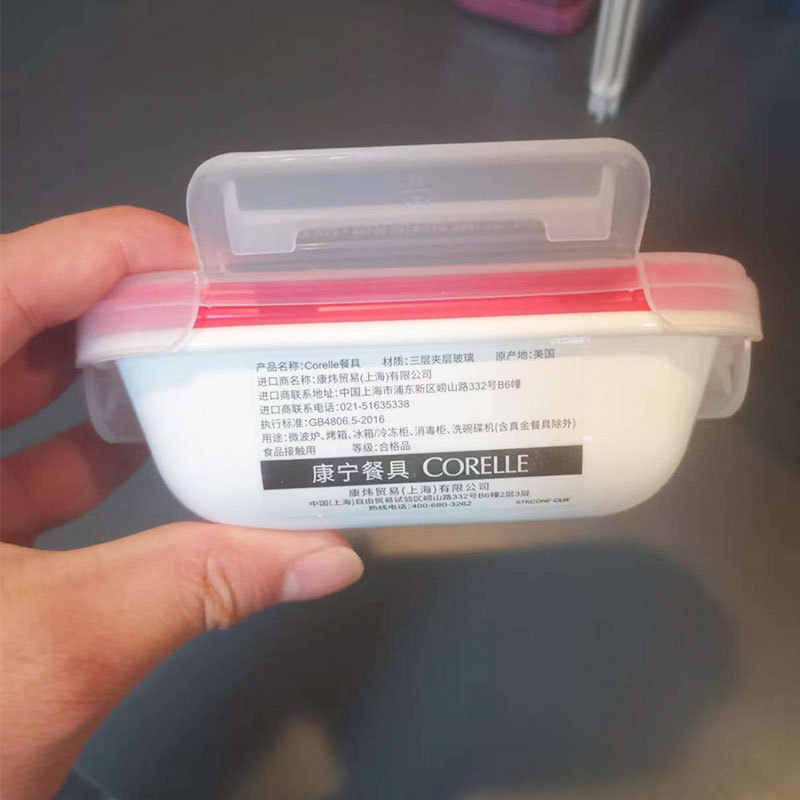 产品名称：Corelle餐具 材质：三层夹层玻璃 原产地：美国
进口商名称：康炜贸易(上海)有限公司
进口商联系地址：中国上海市浦东新区崂山路332号B6幢
进口商联系电话：021-51635338
执行标准：GB4806.5-2016
用途：微波炉、烤箱、冰箱/冷冻柜、消毒柜、洗碗碟机(含真金餐具除外)
食品接触用 等级：合格品
康宁餐具 CORELLE
康炜贸易(上海)有限公司
中国(上海)自由贸易试验区崂山路332号B6幢2层3层
热线电话：400-680-3262 STKCONF-CLW